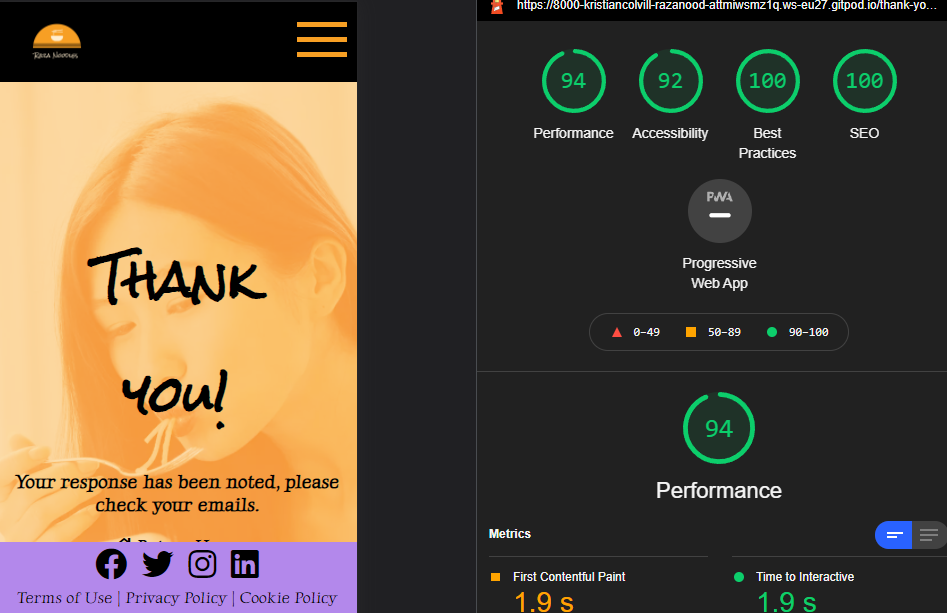 Raza Noodles
Thank
you!
Your response has been noted, please
check your emails.
Terms of Use | Privacy Policy | Cookie Policy
https://8000-kristiancolvill-razanood-attmiwsmz1q.ws-eu27.gitpod.io/thank-yo…
94
92
100
100
Performance
Accessibility
Best
Practices
SEO
PWA
Progressive
Web App
0–49
50–89
90–100
94
Performance
Metrics
First Contentful Paint
1.9 s
Time to Interactive
1.9 s